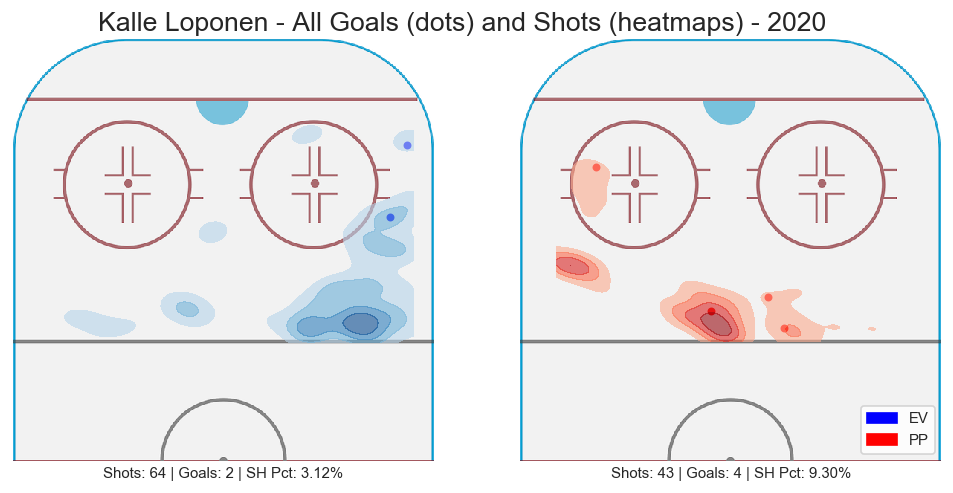 Kalle Loponen - All Goals (dots) and Shots (heatmaps) - 2020
EV
PP
Shots: 64 | Goals: 2 | SH Pct: 3.12%
Shots: 43 | Goals: 4 | SH Pct: 9.30%